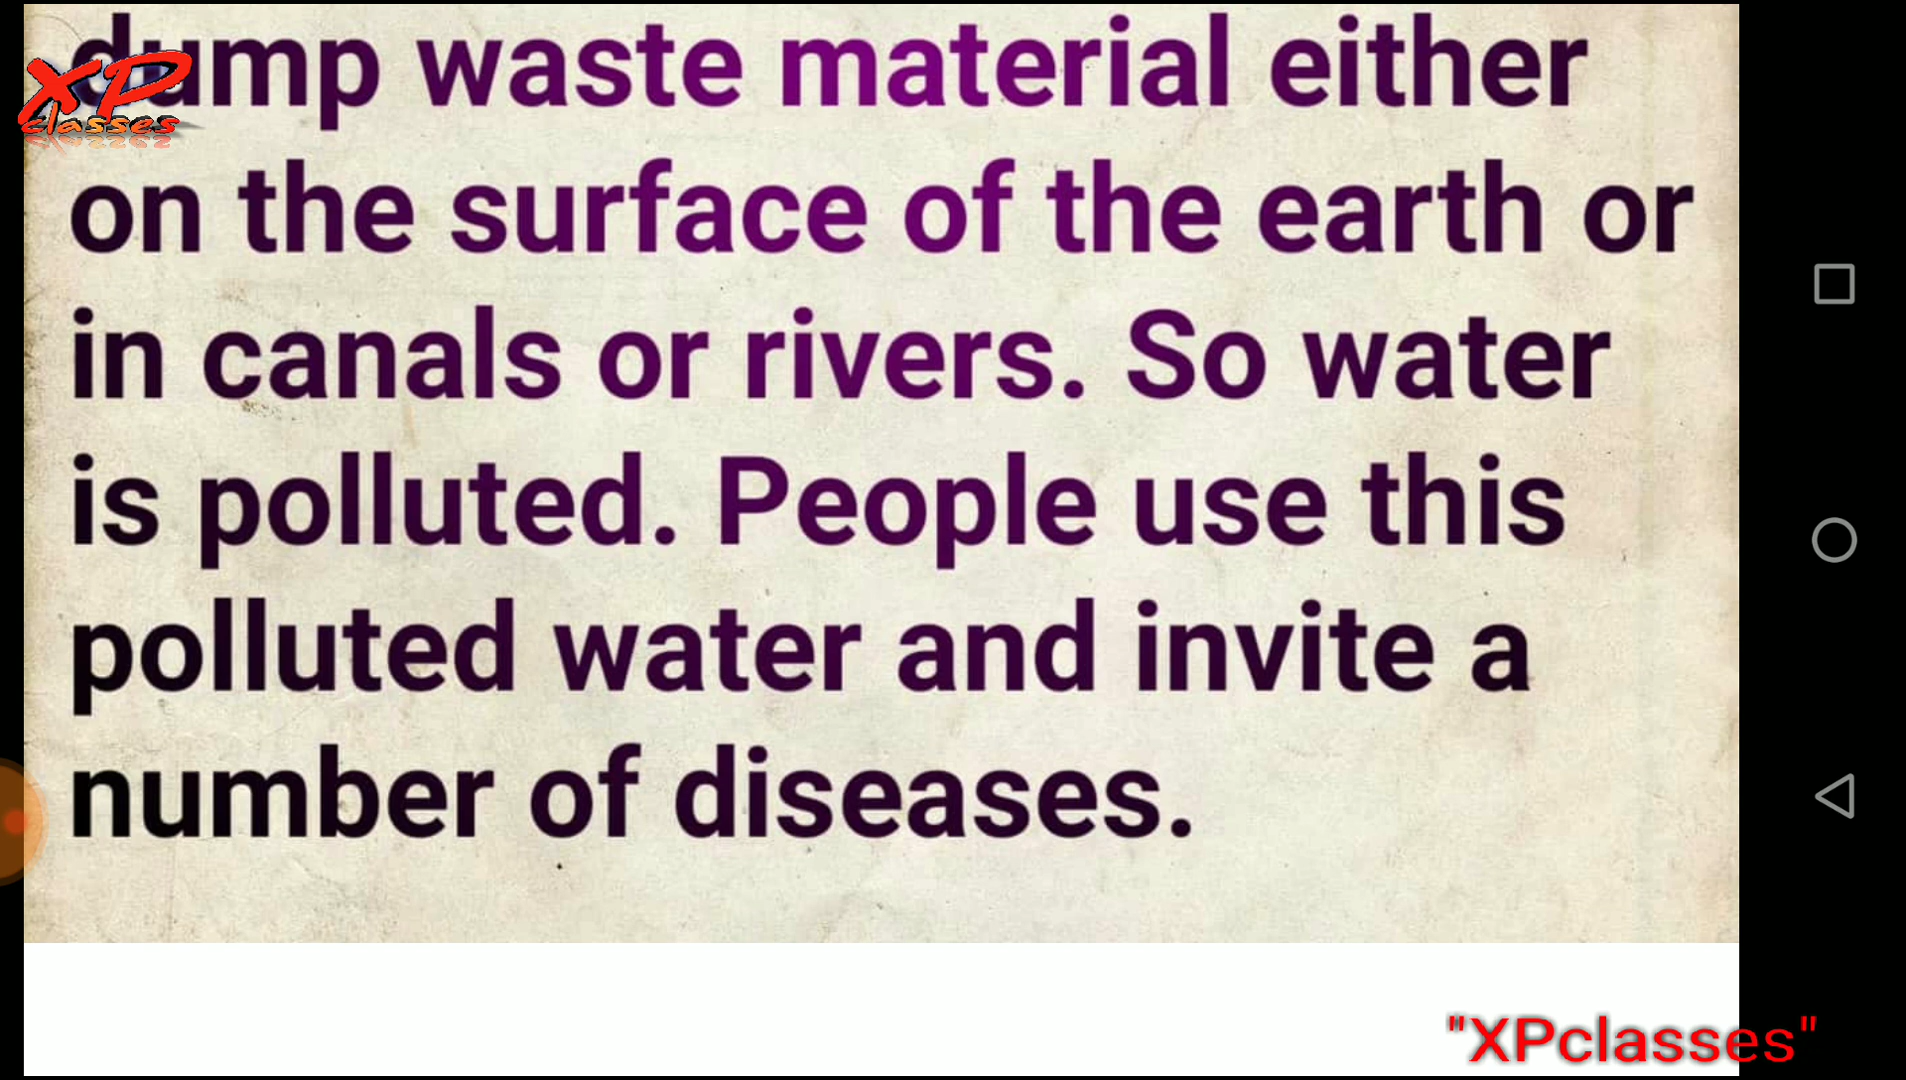 dump waste material either
on the surface of the earth or
in canals or rivers. So water
is polluted. People use this
polluted water and invite a
number of diseases.
XP
classes
"XPclasses"